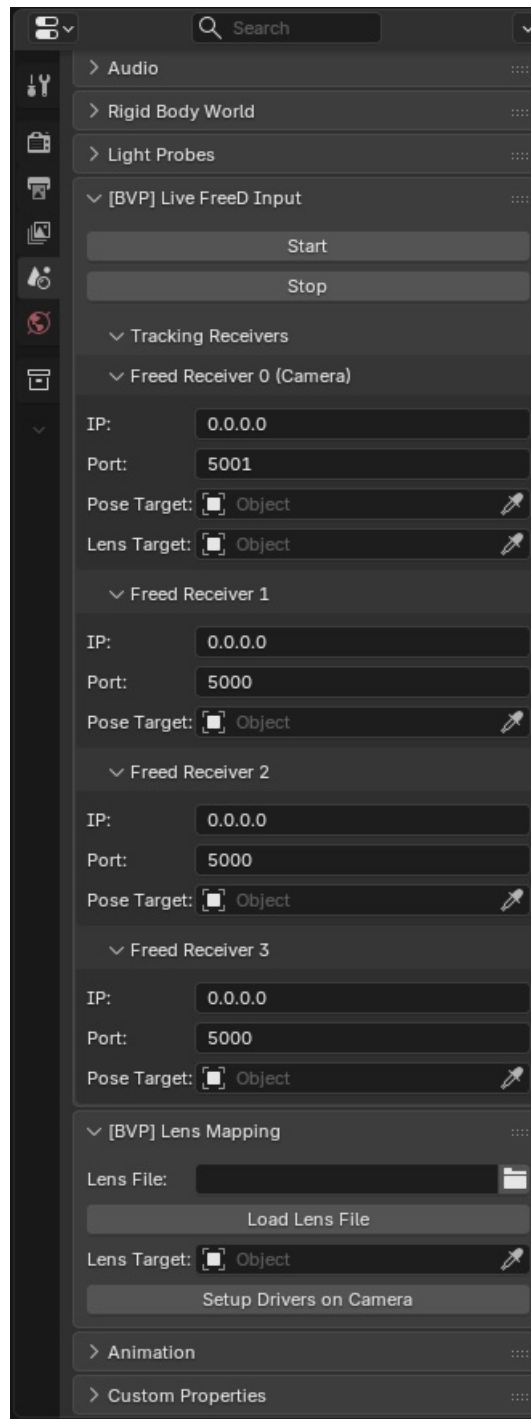 Search
Audio
Rigid Body World
Light Probes
[BVP] Live FreeD Input
Start
Stop
Tracking Receivers
Freed Receiver 0 (Camera)
IP: 0.0.0.0
Port: 5001
Pose Target: Object
Lens Target: Object
Freed Receiver 1
IP: 0.0.0.0
Port: 5000
Pose Target: Object
Freed Receiver 2
IP: 0.0.0.0
Port: 5000
Pose Target: Object
Freed Receiver 3
IP: 0.0.0.0
Port: 5000
Pose Target: Object
[BVP] Lens Mapping
Lens File:
Load Lens File
Lens Target: Object
Setup Drivers on Camera
Animation
Custom Properties